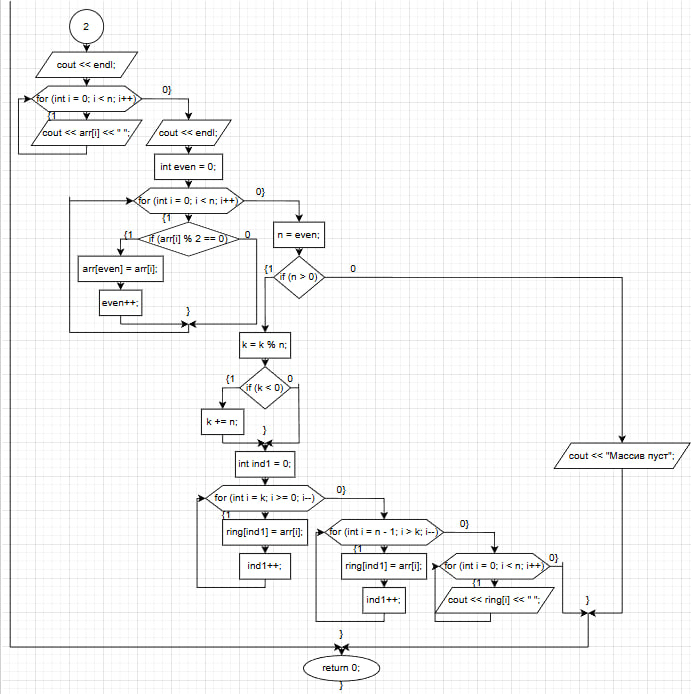 2
cout << endl;
for (int i = 0; i < n; i++)
0}
{1
cout << arr[i] << " ";
cout << endl;
int even = 0;
for (int i = 0; i < n; i++)
0}
{1
if (arr[i] % 2 == 0)
{1
0
n = even;
arr[even] = arr[i];
if (n > 0)
{1
0
even++;
}
k = k % n;
if (k < 0)
{1
0
k += n;
}
cout << "Массив пуст";
int ind1 = 0;
for (int i = k; i >= 0; i--)
0}
{1
ring[ind1] = arr[i];
for (int i = n - 1; i > k; i--)
0}
{1
ind1++;
ring[ind1] = arr[i];
for (int i = 0; i < n; i++)
0}
{1
ind1++;
cout << ring[i] << " ";
}
}
return 0;
}